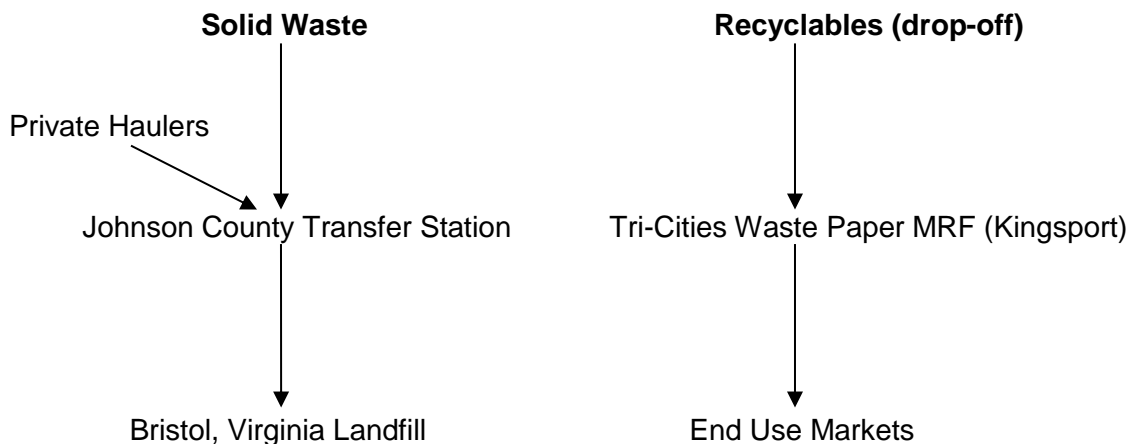 Solid Waste
Recyclables (drop-off)
Private Haulers
Johnson County Transfer Station
Tri-Cities Waste Paper MRF (Kingsport)
Bristol, Virginia Landfill
End Use Markets